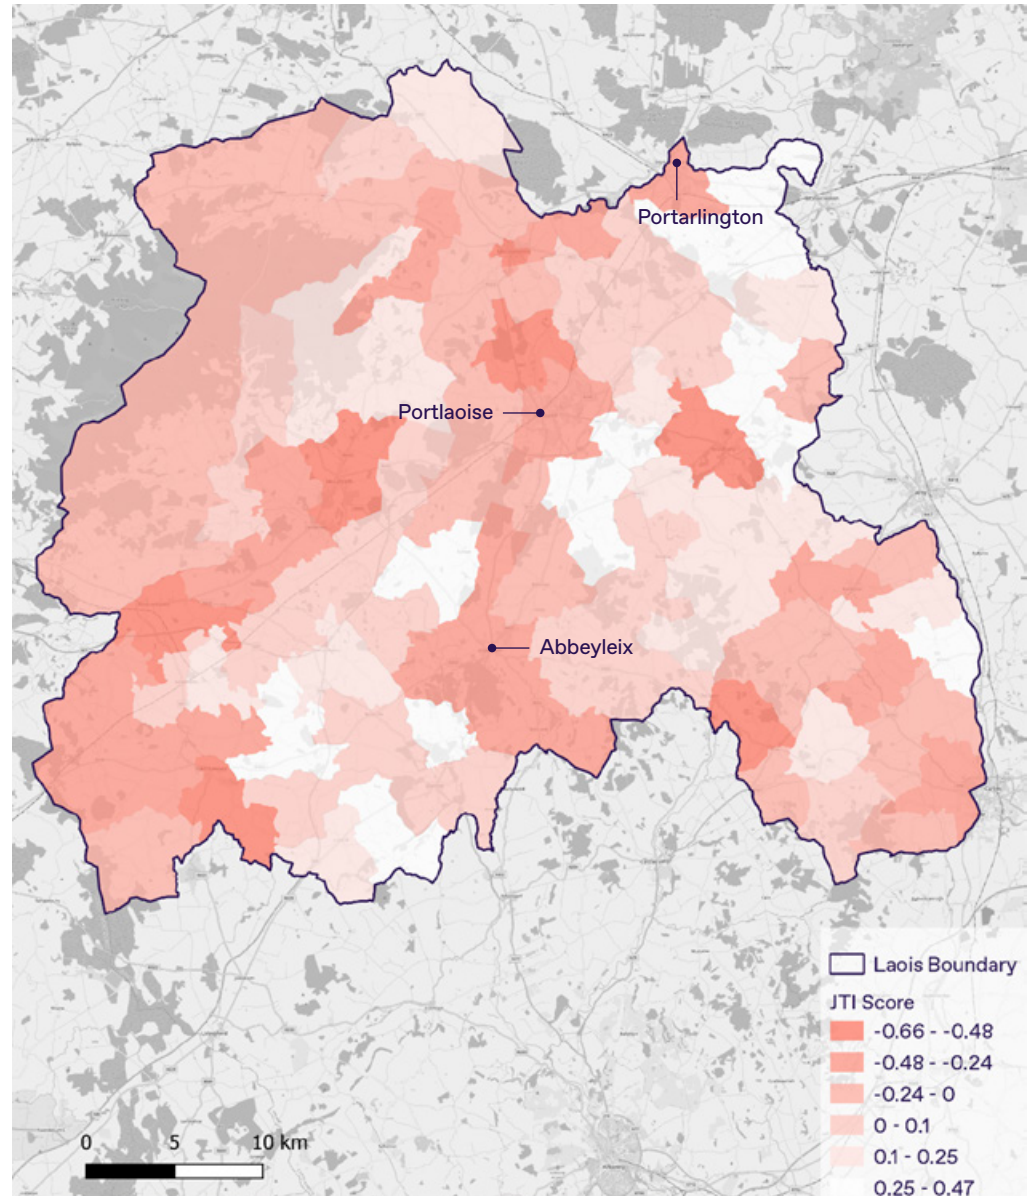 Portarlington
Portlaoise
Abbeyleix
Laois Boundary
JTI Score
-0.66 - -0.48
-0.48 - -0.24
-0.24 - 0
0 - 0.1
0.1 - 0.25
0.25 - 0.47
0 5 10 km